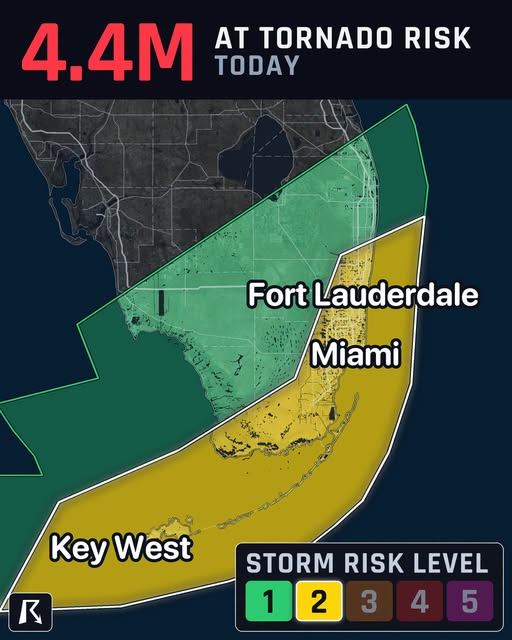 4.4M AT TORNADO RISK
TODAY
Fort Lauderdale
Miami
Key West
STORM RISK LEVEL
1 2 3 4 5
R